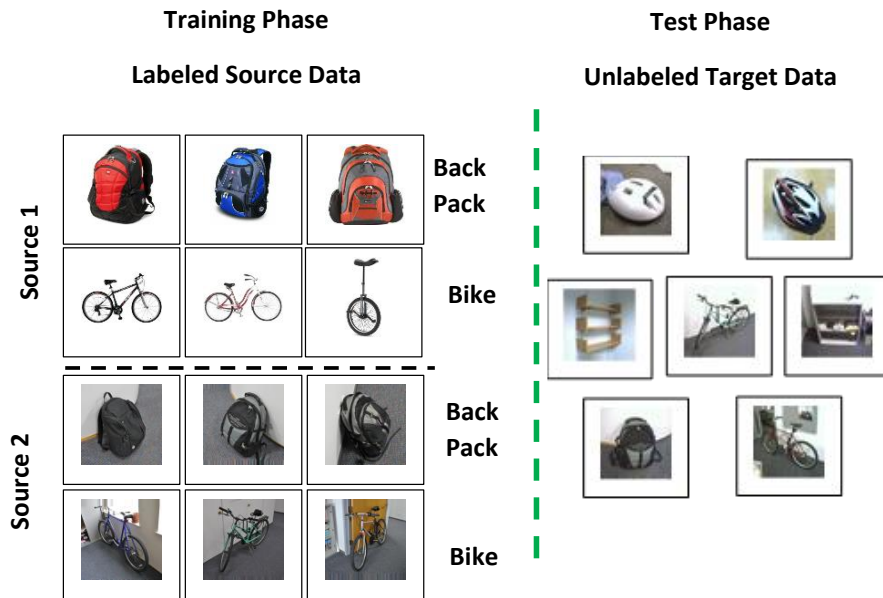 Training Phase
Labeled Source Data
Test Phase
Unlabeled Target Data
Source 1
Back
Pack
Bike
Source 2
Back
Pack
Bike